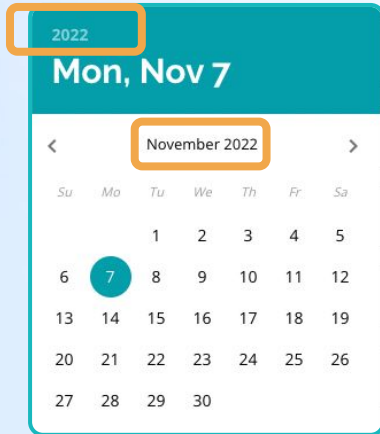 2022
Mon, Nov 7
November 2022
Su Mo Tu We Th Fr Sa
1 2 3 4 5
6 7 8 9 10 11 12
13 14 15 16 17 18 19
20 21 22 23 24 25 26
27 28 29 30